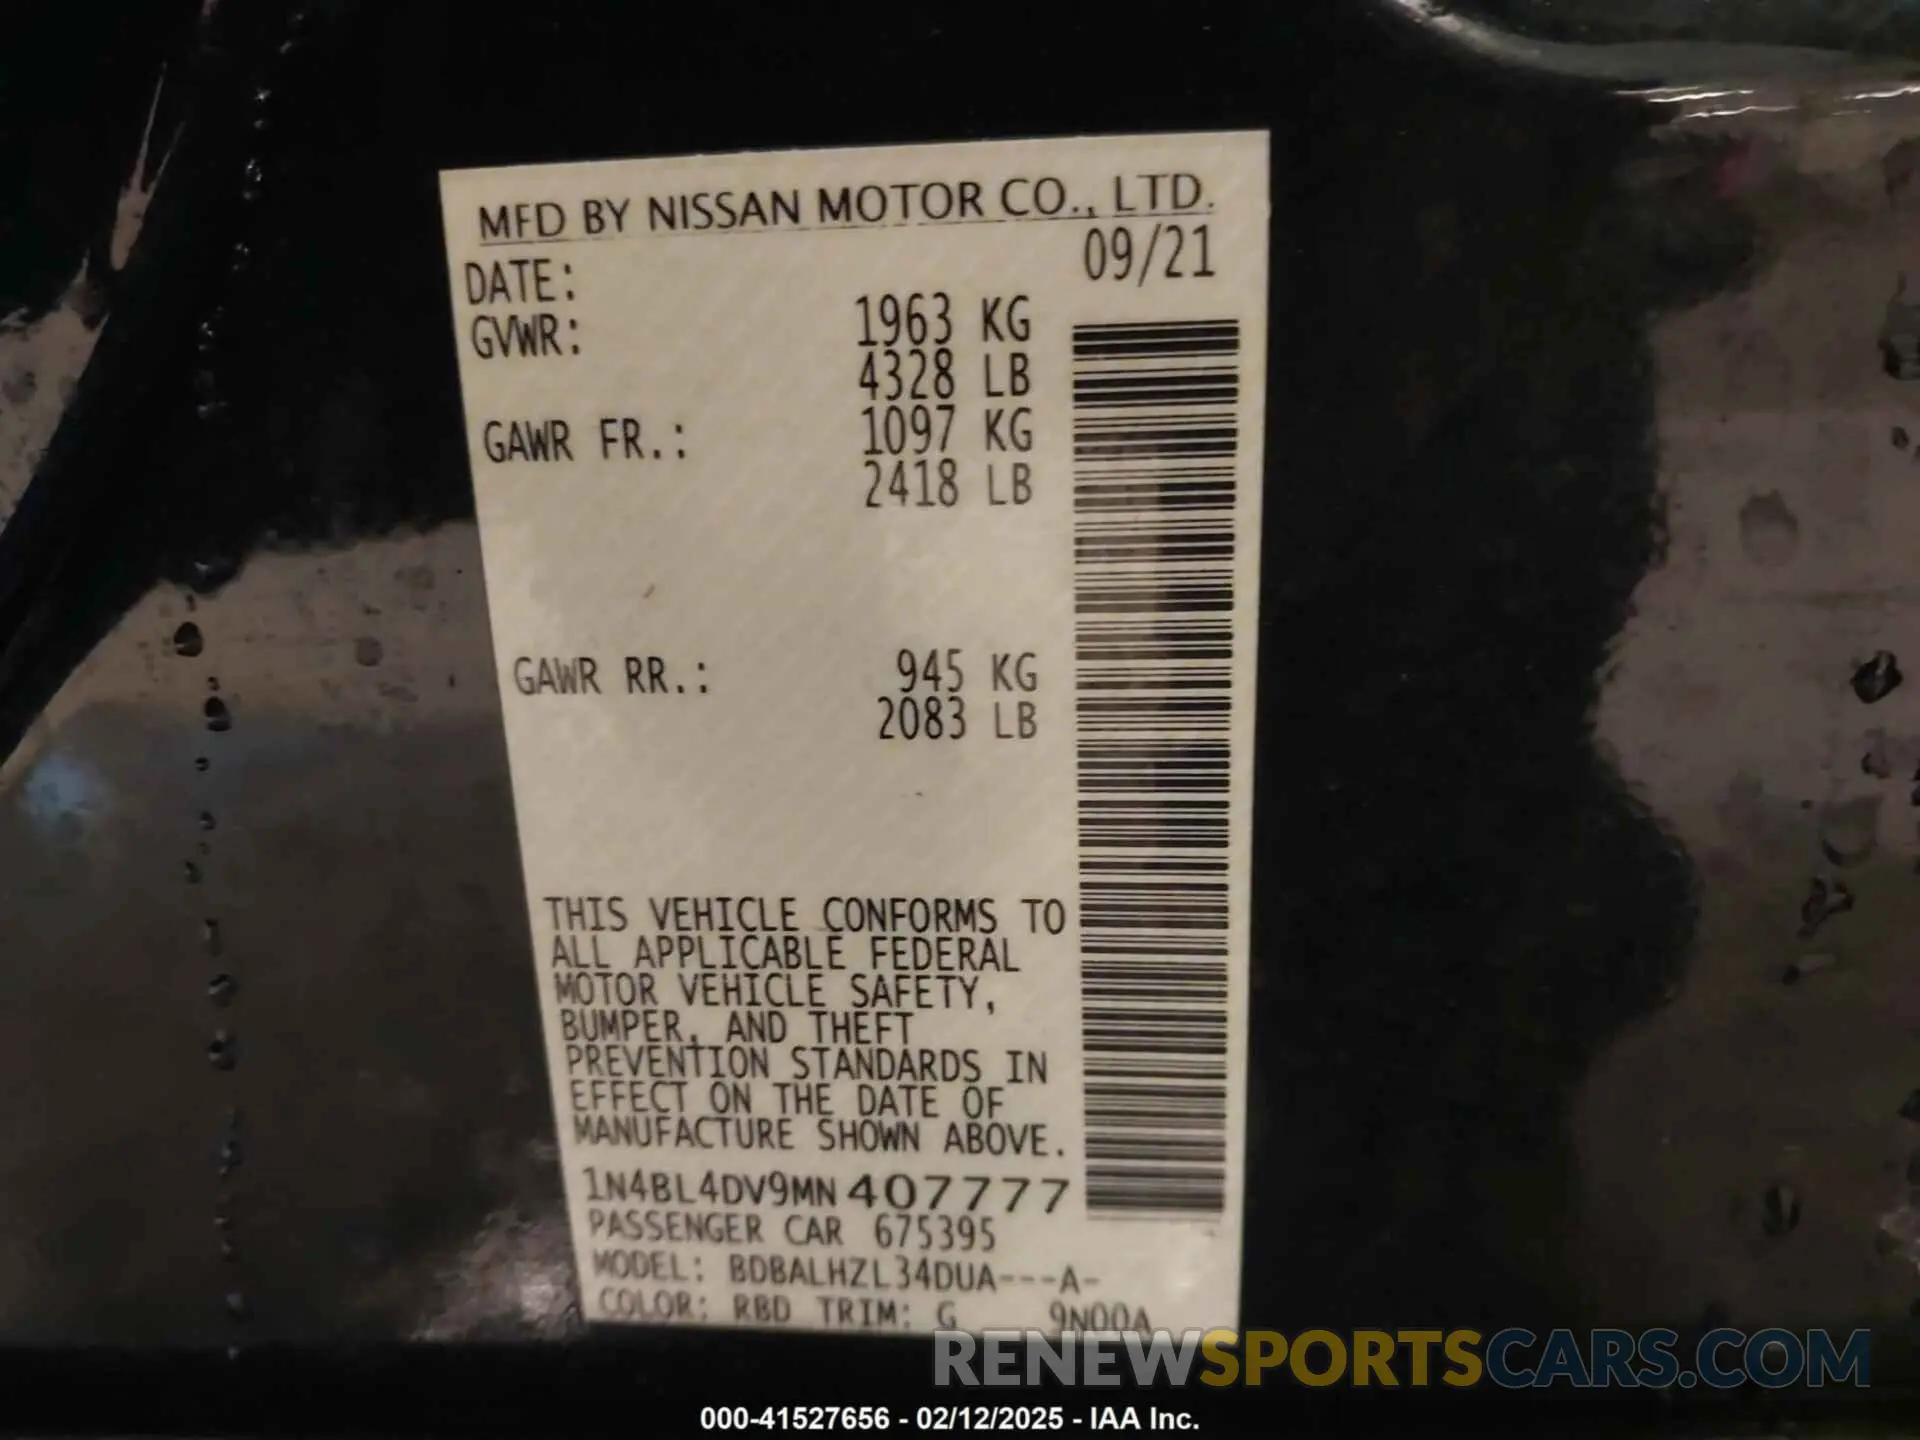 MFD BY NISSAN MOTOR CO., LTD.
DATE: 09/21
GVWR: 1963 KG
4328 LB
GAWR FR.: 1097 KG
2418 LB
GAWR RR.: 945 KG
2083 LB
THIS VEHICLE CONFORMS TO
ALL APPLICABLE FEDERAL
MOTOR VEHICLE SAFETY,
BUMPER, AND THEFT
PREVENTION STANDARDS IN
EFFECT ON THE DATE OF
MANUFACTURE SHOWN ABOVE.
1N4BL4DV9MN407777
PASSENGER CAR 675395
MODEL: BDBALHZL34DUA---A-
COLOR: RBD TRIM: G 9N00A
RENEWSPORTSCARS.COM
000-41527656 - 02/12/2025 - IAA Inc.